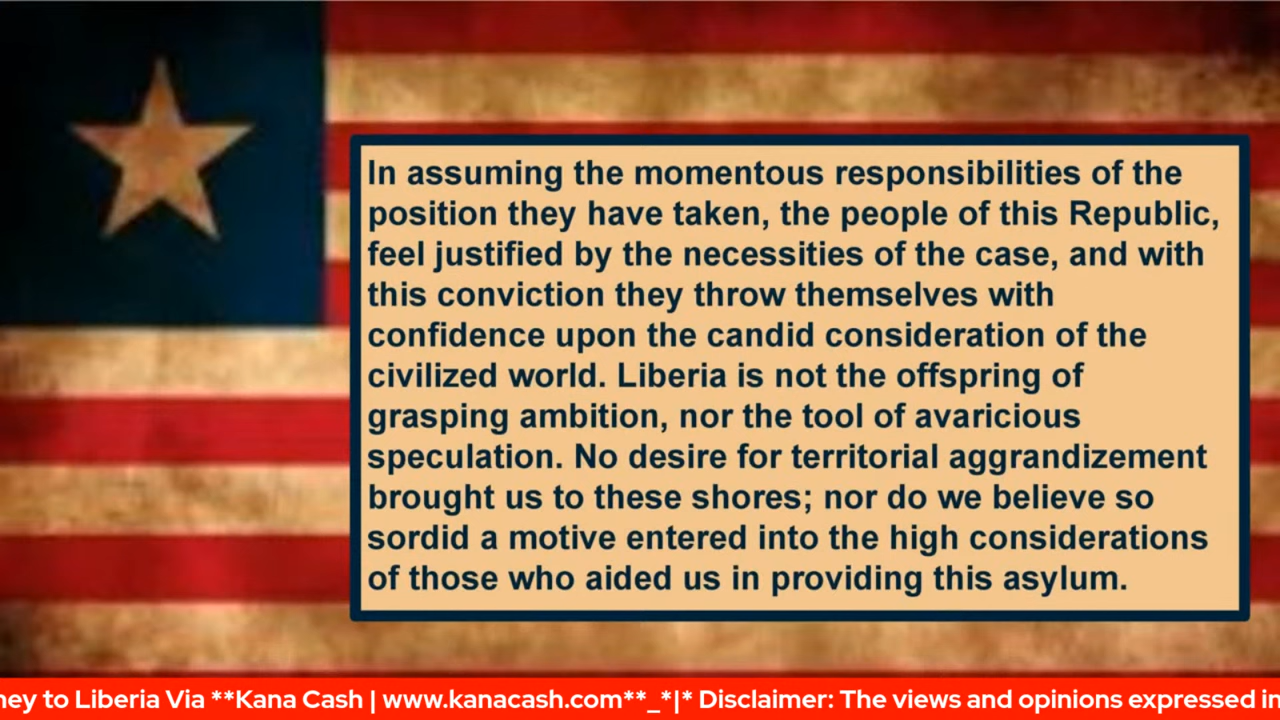 In assuming the momentous responsibilities of the
position they have taken, the people of this Republic,
feel justified by the necessities of the case, and with
this conviction they throw themselves with
confidence upon the candid consideration of the
civilized world. Liberia is not the offspring of
grasping ambition, nor the tool of avaricious
speculation. No desire for territorial aggrandizement
brought us to these shores; nor do we believe so
sordid a motive entered into the high considerations
of those who aided us in providing this asylum.
ney to Liberia Via **Kana Cash | www.kanacash.com**_*|* Disclaimer: The views and opinions expressed in